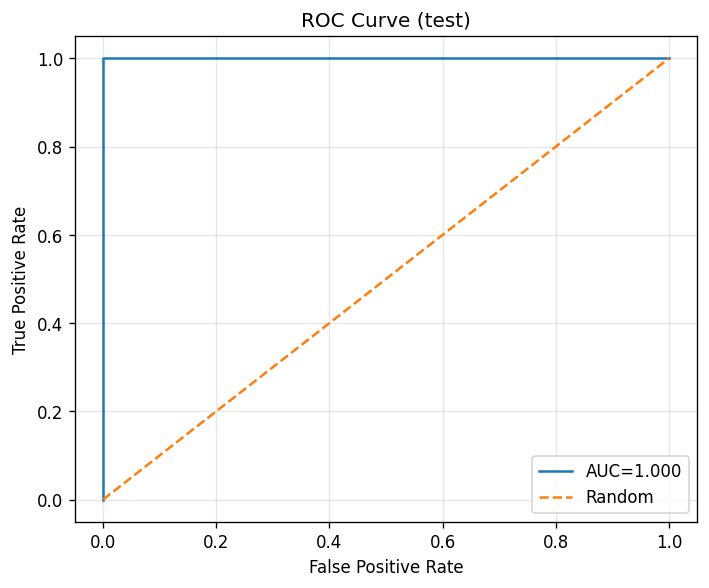 ROC Curve (test)
1.0
0.8
0.6
0.4
0.2
0.0
True Positive Rate
AUC=1.000
Random
0.0 0.2 0.4 0.6 0.8 1.0
False Positive Rate